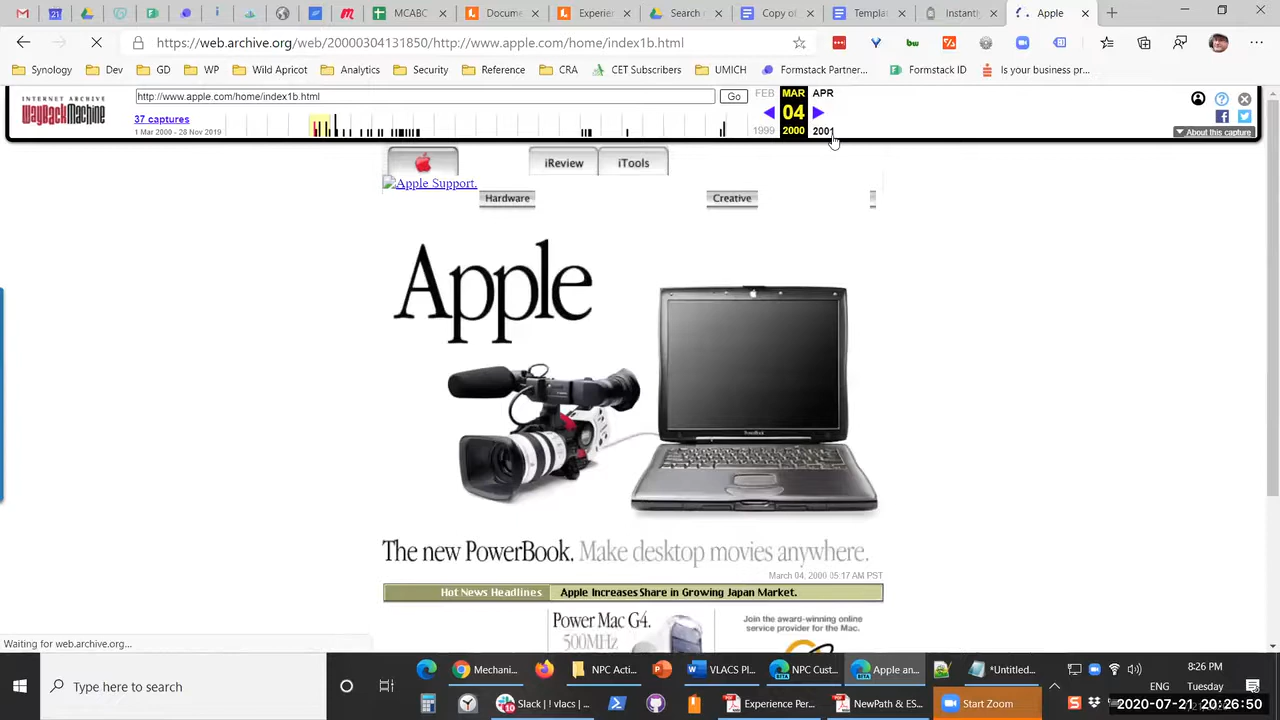 MCABC
Search
Instanti
Apple
https://web.archive.org/web/20000304131850/http://www.apple.com/home/index1b.html
Synology
Dev
GD
WP
Wild Apricot
Analytics
Security
Reference
CRA
CET Subscribers
UMICH
Formstack Partner...
Formstack ID
Is your business pr...
INTERNET ARCHIVE
WayBackMachine
http://www.apple.com/home/index1b.html
Go
FEB
MAR
APR
37 captures
04
1 Mar 2000 - 28 Nov 2019
1999
2000
2001
About this capture
iReview
iTools
Apple Support.
Hardware
Creative
Apple
PowerBook
The new PowerBook. Make desktop movies anywhere.
March 04, 2000 05:17 AM PST
Hot News Headlines
Apple Increases Share in Growing Japan Market.
Power Mac G4.
500MHz
Join the award-winning online
service provider for the Mac.
Waiting for web.archive.org...
Mechani...
NPC Acti...
VLACS Pl...
NPC Cust...
Apple an...
*Untitled...
8:26 PM
Type here to search
ENG
Tuesday
10
Slack | ! vlacs | ...
Experience Per...
NewPath & ES...
Start Zoom
2020-07-21 20:26:50